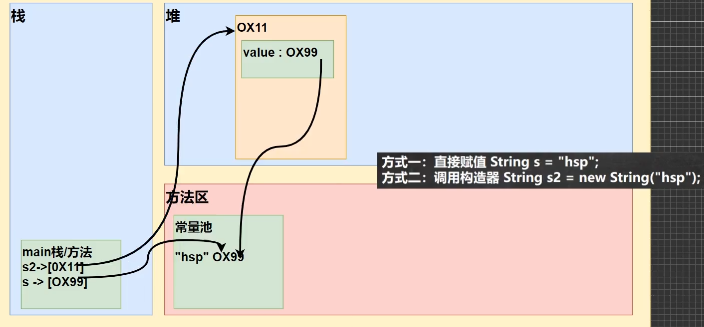 栈
堆
OX11
value : OX99
方式一：直接赋值 String s = "hsp";
方式二：调用构造器 String s2 = new String("hsp");
方法区
常量池
"hsp" OX99
main栈/方法
s2->[0X11]
s -> [OX99]